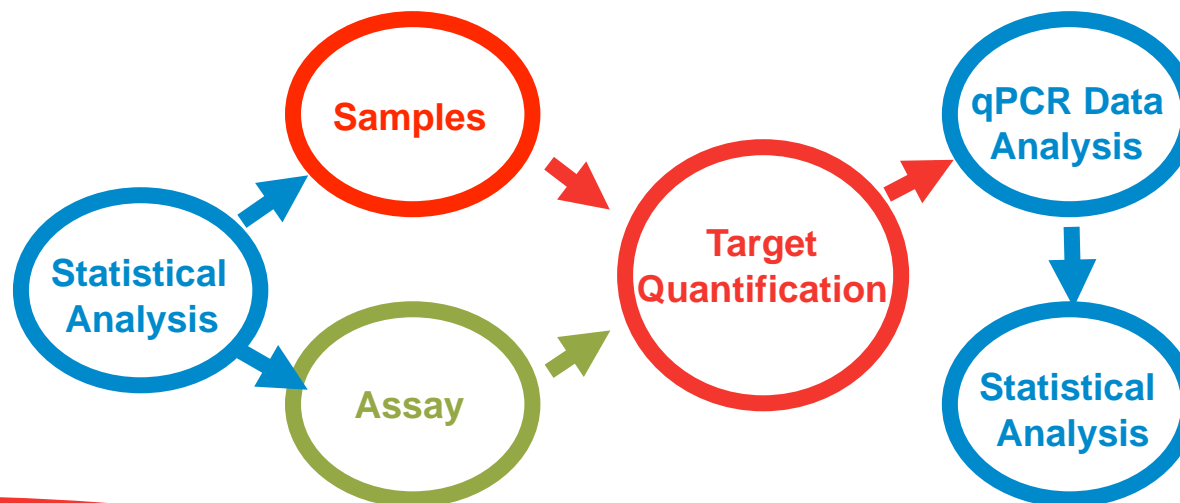 Statistical
Analysis
Samples
Assay
Target
Quantification
qPCR Data
Analysis
Statistical
Analysis